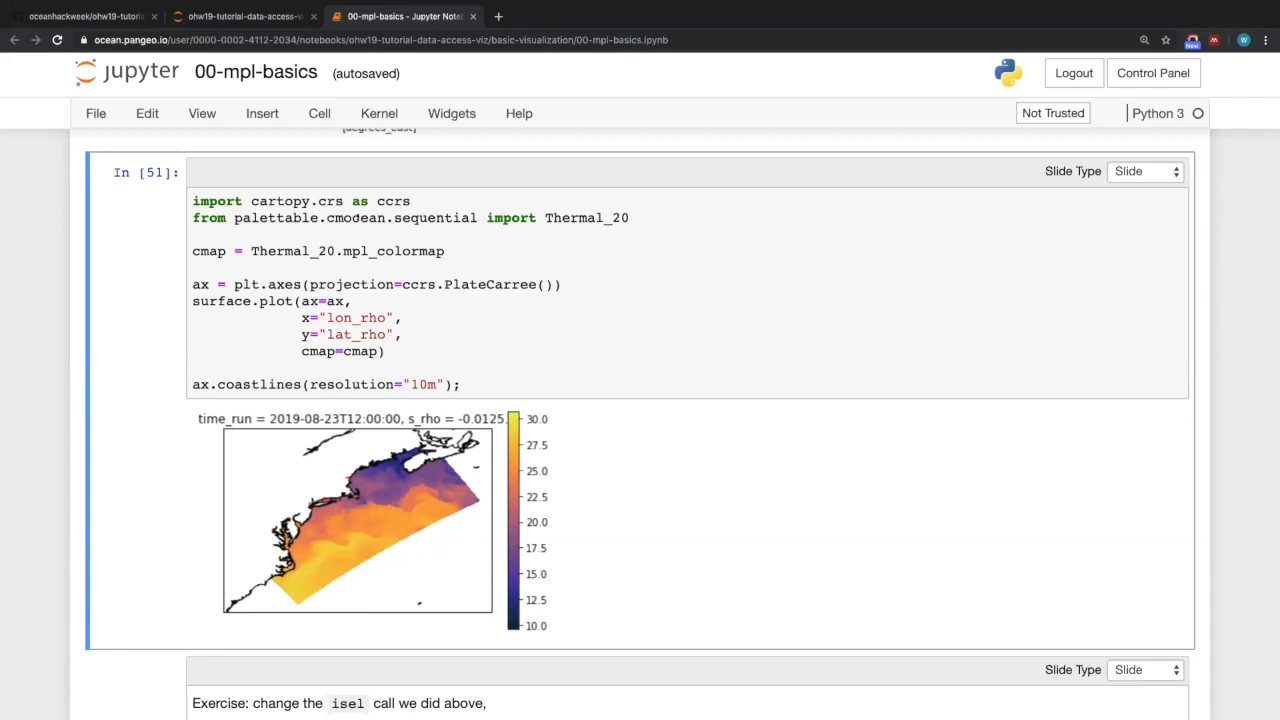 oceanhackweek/ohw19-tutoria
ohw19-tutorial-data-access-vi
00-mpl-basics - Jupyter Note
ocean.pangeo.io/user/0000-0002-4112-2034/notebooks/ohw19-tutorial-data-access-viz/basic-visualization/00-mpl-basics.ipynb
New
W
jupyter 00-mpl-basics (autosaved)
Logout
Control Panel
File Edit View Insert Cell Kernel Widgets Help
Not Trusted
Python 3
[degrees_east]
In [51]:
Slide Type Slide
import cartopy.crs as ccrs
from palettable.cmocean.sequential import Thermal_20
cmap = Thermal_20.mpl_colormap
ax = plt.axes(projection=ccrs.PlateCarree())
surface.plot(ax=ax,
x="lon_rho",
y="lat_rho",
cmap=cmap)
ax.coastlines(resolution="10m");
time_run = 2019-08-23T12:00:00, s_rho = -0.0125.
30.0
27.5
25.0
22.5
20.0
17.5
15.0
12.5
10.0
Slide Type Slide
Exercise: change the isel call we did above,